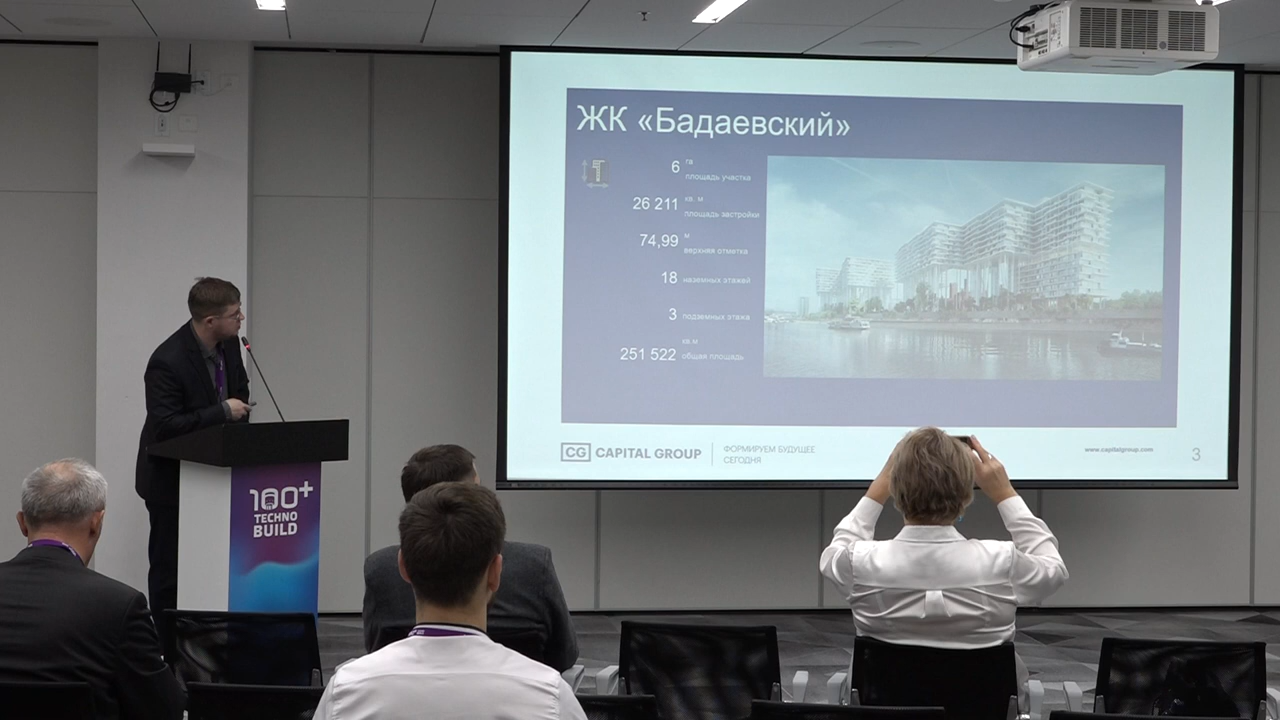 ЖК «Бадаевский»
6 га
площадь участка
26 211 кв. м
площадь застройки
74,99 м
верхняя отметка
18 наземных этажей
3 подземных этажа
251 522 кв.м
общая площадь
CG CAPITAL GROUP
ФОРМИРУЕМ БУДУЩЕЕ
СЕГОДНЯ
www.capitalgroup.com
3
100+
TECHNO
BUILD